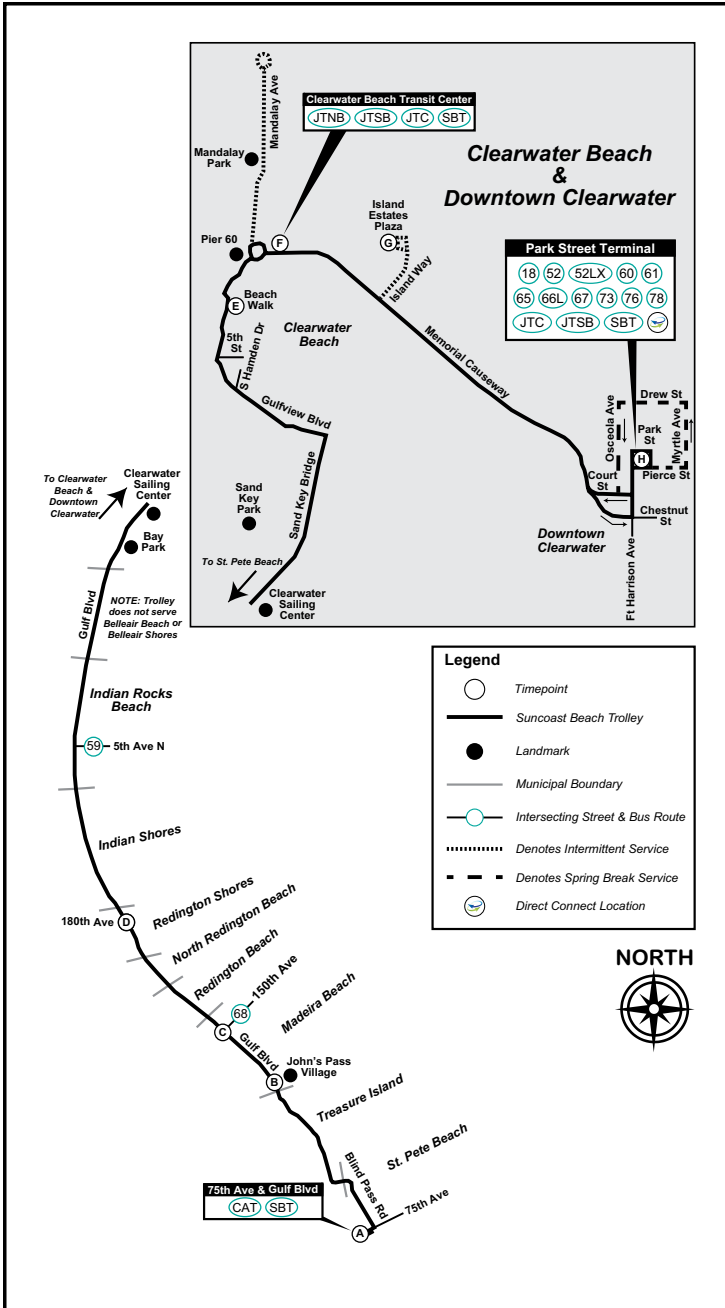 Clearwater Beach Transit Center
JTNB JTSB JTC SBT
Mandalay Ave
Mandalay
Park
Clearwater Beach
&
Downtown Clearwater
Island
Estates
Plaza
Pier 60
F
G
Island Way
Park Street Terminal
18 52 52LX 60 61
65 66L 67 73 76 78
JTC JTSB SBT
E
Beach
Walk
5th
St
S Hamden Dr
Clearwater
Beach
Memorial Causeway
Gulfview Blvd
Drew St
Osceola Ave
Park
St
Myrtle Ave
H
Pierce St
Court
St
Chestnut
St
Downtown
Clearwater
Ft Harrison Ave
Sand
Key
Park
Sand Key Bridge
To St. Pete Beach
Clearwater
Sailing
Center
To Clearwater
Beach &
Downtown
Clearwater
Clearwater
Sailing
Center
Bay
Park
Gulf Blvd
NOTE: Trolley
does not serve
Belleair Beach or
Belleair Shores
Indian Rocks
Beach
59 5th Ave N
Indian Shores
180th Ave D
Redington Shores
North Redington Beach
Redington Beach
68 150th Ave
C
Madeira Beach
Gulf Blvd
John's Pass
Village
B
Treasure Island
St. Pete Beach
Blind Pass Rd
75th Ave & Gulf Blvd
CAT SBT
75th Ave
A
Legend
Timepoint
Suncoast Beach Trolley
Landmark
Municipal Boundary
Intersecting Street & Bus Route
Denotes Intermittent Service
Denotes Spring Break Service
Direct Connect Location
NORTH